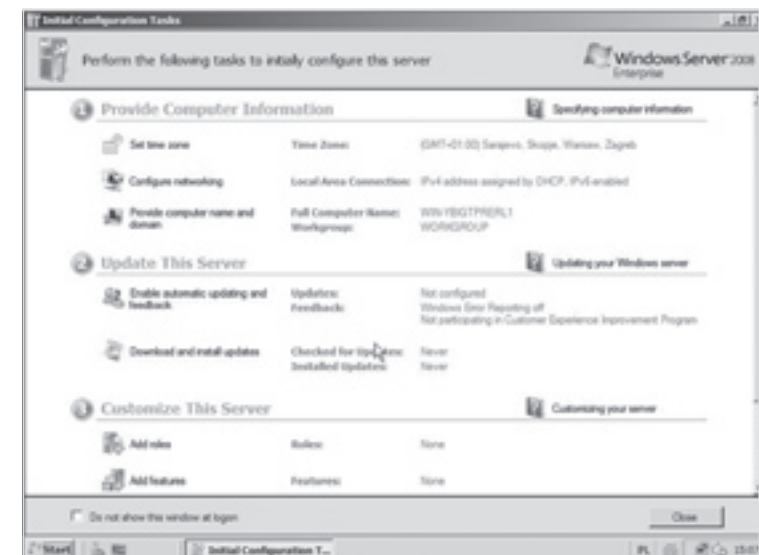 Initial Configuration Tasks
Perform the following tasks to initially configure this server
Windows Server 2008
Enterprise
1 Provide Computer Information
Specifying computer information
Set time zone Time Zone: (GMT+01:00) Sarajevo, Skopje, Warsaw, Zagreb
Configure networking Local Area Connection: IPv4 address assigned by DHCP, IPv6 enabled
Provide computer name and domain
Full Computer Name:
Workgroup: WORKGROUP
2 Update This Server
Updating your Windows server
Enable automatic updating and feedback
Updates: Not configured
Feedback: Windows Error Reporting off
Not participating in Customer Experience Improvement Program
Download and install updates
Checked for Updates: Never
Installed Updates: Never
3 Customize This Server
Customizing your server
Add roles Roles: None
Add features Features: None
Do not show this window at logon
Close
Start
Initial Configuration T...
PL